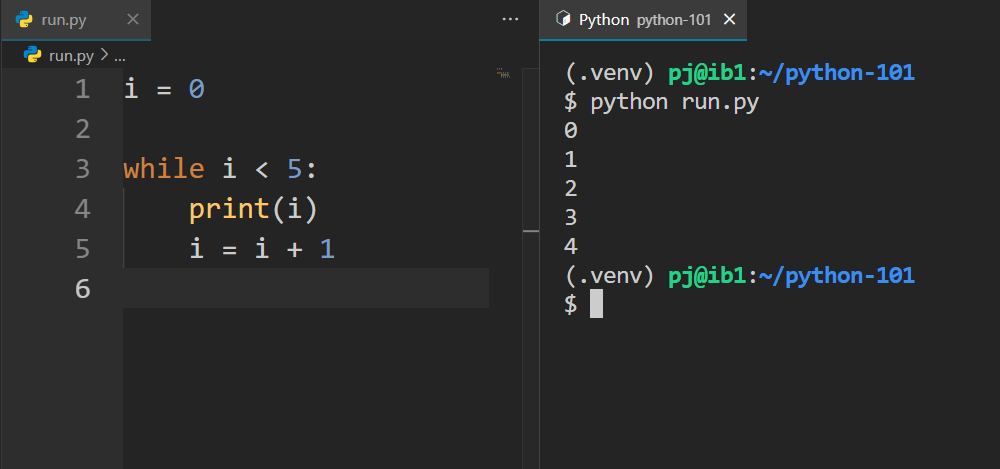 run.py
run.py > ...
1 i = 0
2
3 while i < 5:
4     print(i)
5     i = i + 1
6
Python python-101
(.venv) pj@ib1:~/python-101
$ python run.py
0
1
2
3
4
(.venv) pj@ib1:~/python-101
$